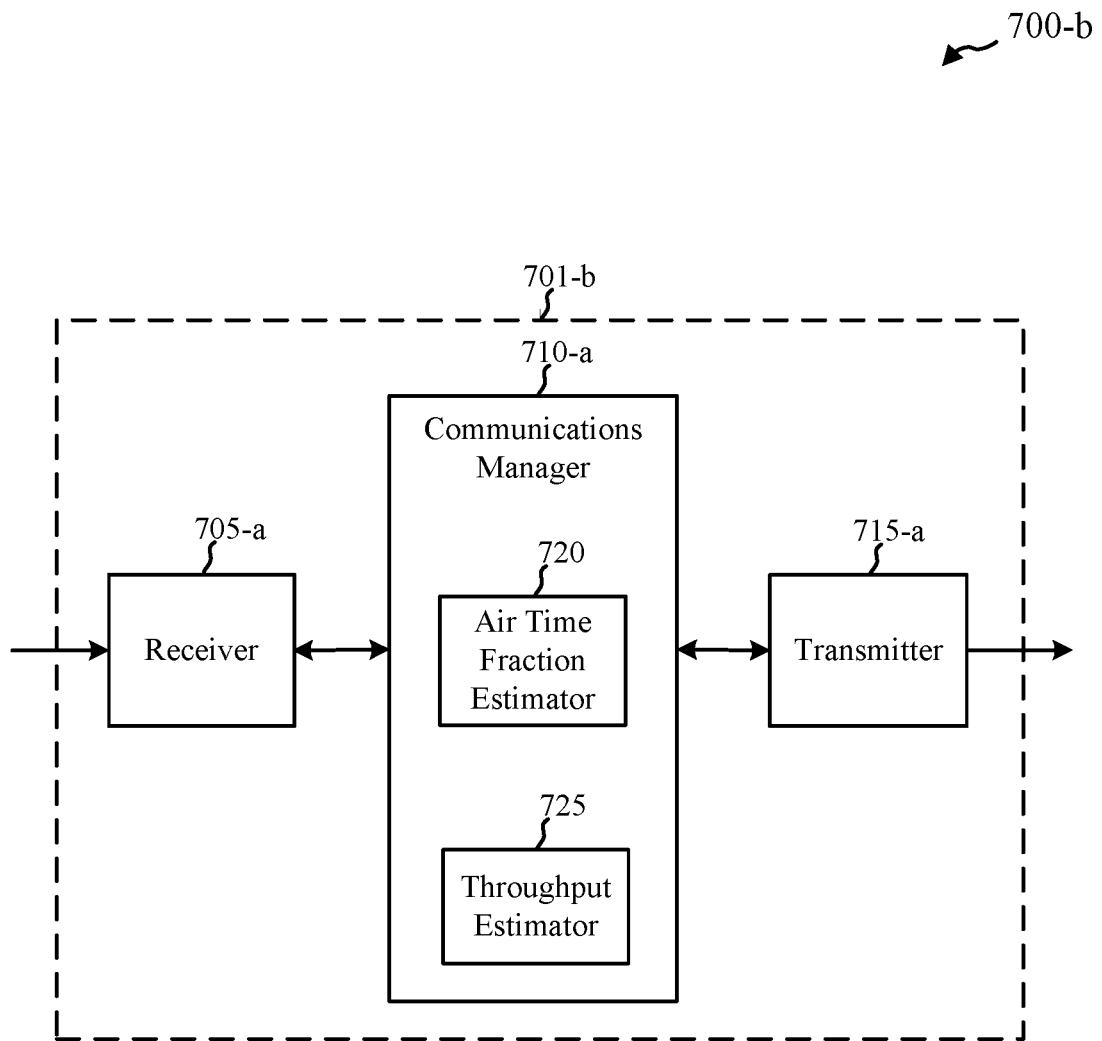 700-b
701-b
710-a
Communications
Manager
705-a
Receiver
720
Air Time
Fraction
Estimator
715-a
Transmitter
725
Throughput
Estimator